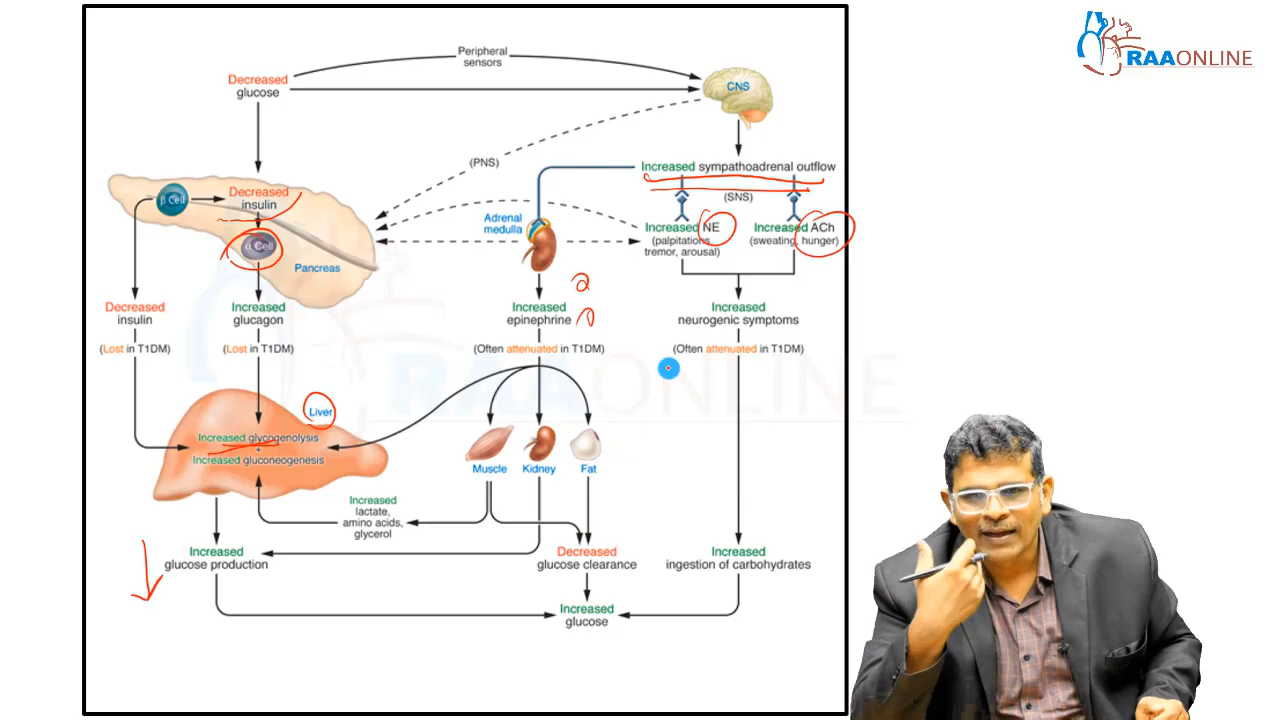 RAAONLINE
Peripheral
sensors
Decreased
glucose
CNS
(PNS)
Increased sympathoadrenal outflow
(SNS)
β Cell
Decreased
insulin
α Cell
Pancreas
Adrenal
medulla
Increased NE
(palpitations,
tremor, arousal)
Increased ACh
(sweating, hunger)
Decreased
insulin
(Lost in T1DM)
Increased
glucagon
(Lost in T1DM)
Increased
epinephrine
(Often attenuated in T1DM)
Increased
neurogenic symptoms
(Often attenuated in T1DM)
RAAONLINE
Liver
Increased glycogenolysis
+
Increased gluconeogenesis
Muscle
Kidney
Fat
Increased
lactate,
amino acids,
glycerol
Increased
glucose production
Decreased
glucose clearance
Increased
ingestion of carbohydrates
Increased
glucose